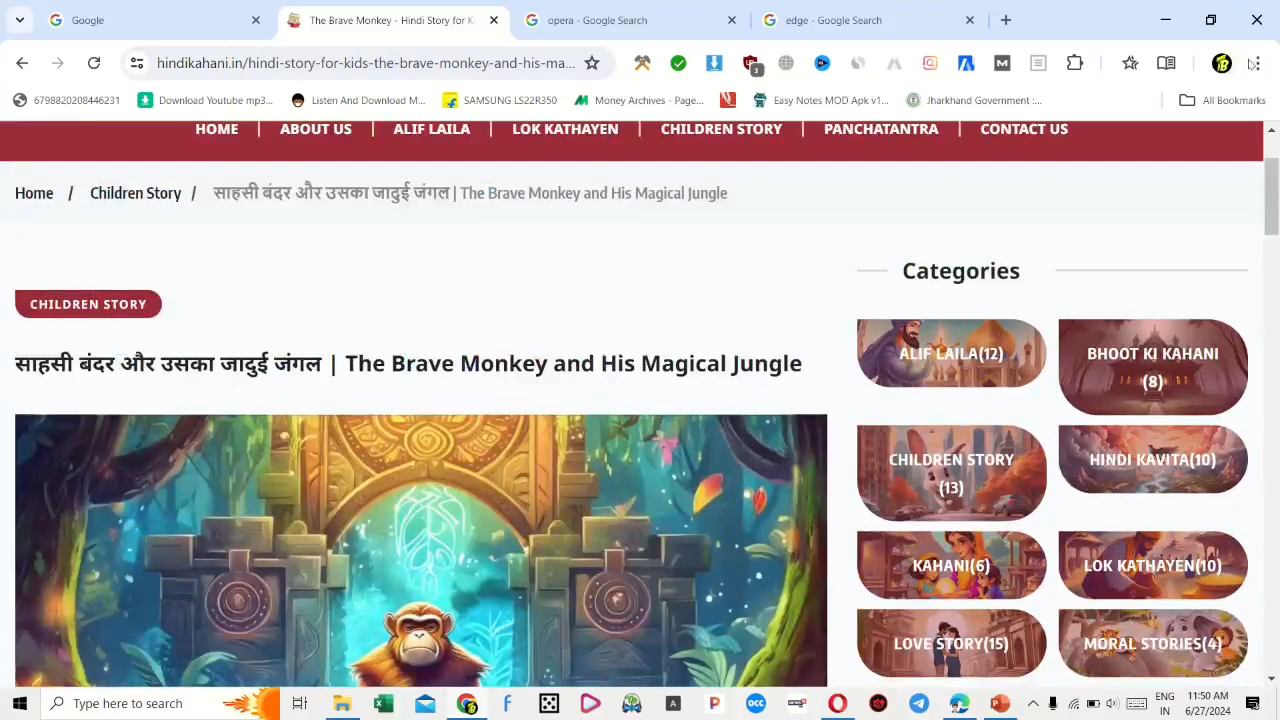 Google
The Brave Monkey - Hindi Story for K
opera - Google Search
edge - Google Search
hindikahani.in/hindi-story-for-kids-the-brave-monkey-and-his-ma...
3
6798820208446231
Download Youtube mp3...
Listen And Download M...
SAMSUNG LS22R350
Money Archives - Page...
Easy Notes MOD Apk v1...
Jharkhand Government :...
All Bookmarks
HOME | ABOUT US | ALIF LAILA | LOK KATHAYEN | CHILDREN STORY | PANCHATANTRA | CONTACT US
Home / Children Story / साहसी बंदर और उसका जादुई जंगल | The Brave Monkey and His Magical Jungle
CHILDREN STORY
साहसी बंदर और उसका जादुई जंगल | The Brave Monkey and His Magical Jungle
Categories
ALIF LAILA(12)
BHOOT KI KAHANI
(8)
CHILDREN STORY
(13)
HINDI KAVITA(10)
KAHANI(6)
LOK KATHAYEN(10)
LOVE STORY(15)
MORAL STORIES(4)
Type here to search
ENG
IN
11:50 AM
6/27/2024